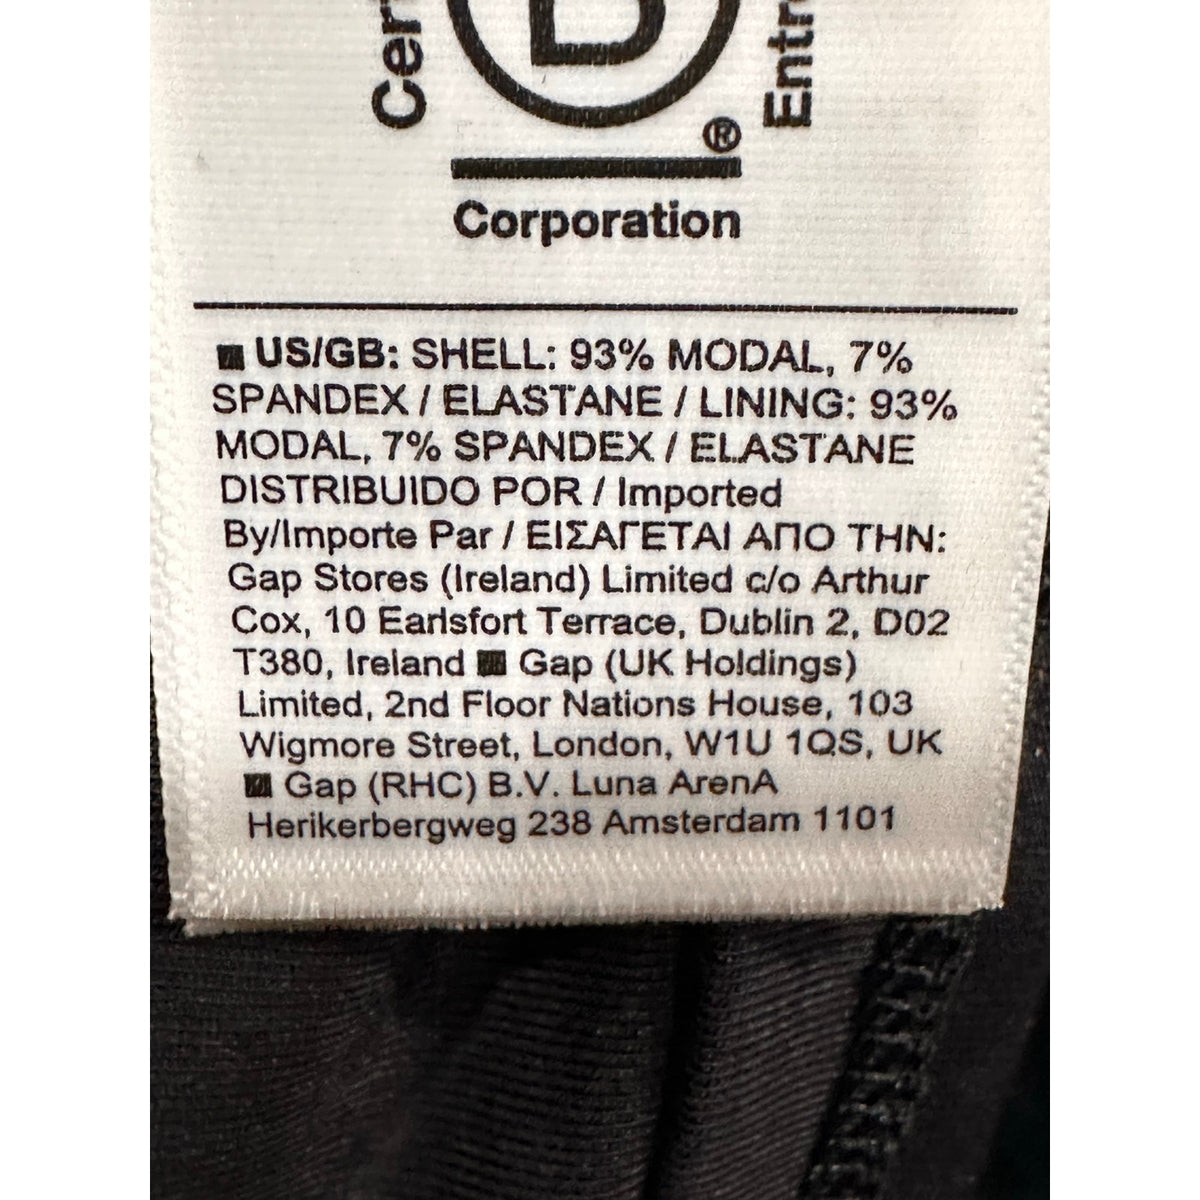 Cer
B
Entr
®
Corporation
US/GB: SHELL: 93% MODAL, 7%
SPANDEX / ELASTANE / LINING: 93%
MODAL, 7% SPANDEX / ELASTANE
DISTRIBUIDO POR / Imported
By/Importe Par / ΕΙΣΑΓΕΤΑΙ ΑΠΟ ΤΗΝ:
Gap Stores (Ireland) Limited c/o Arthur
Cox, 10 Earlsfort Terrace, Dublin 2, D02
T380, Ireland ■ Gap (UK Holdings)
Limited, 2nd Floor Nations House, 103
Wigmore Street, London, W1U 1QS, UK
■ Gap (RHC) B.V. Luna ArenA
Herikerbergweg 238 Amsterdam 1101